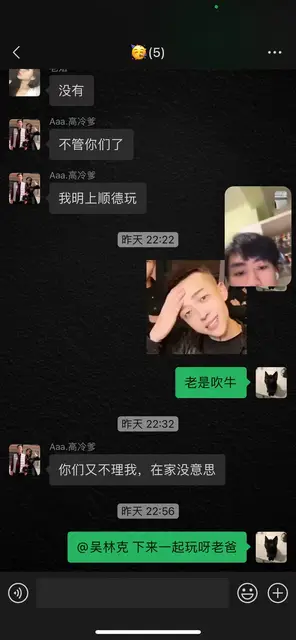 (5)
没有
Aaa.高冷爹
不管你们了
Aaa.高冷爹
我明上顺德玩
昨天 22:22
老是吹牛
昨天 22:32
Aaa.高冷爹
你们又不理我，在家没意思
昨天 22:56
@吴林克 下来一起玩呀老爸